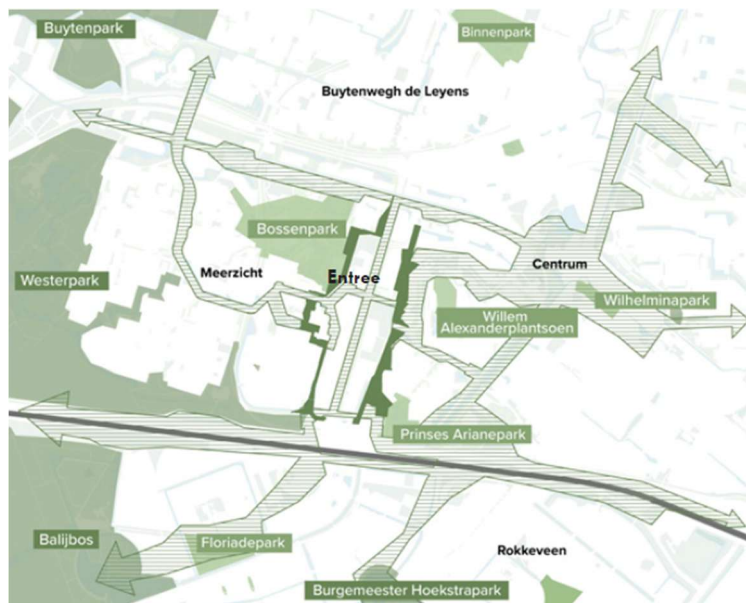 Buytenpark
Binnenpark
Buytenwegh de Leyens
Bossenpark
Meerzicht
Entree
Centrum
Westerpark
Wilhelminapark
Willem
Alexanderplantsoen
Prinses Arianepark
Balijbos
Floriadepark
Rokkeveen
Burgemeester Hoekstrapark